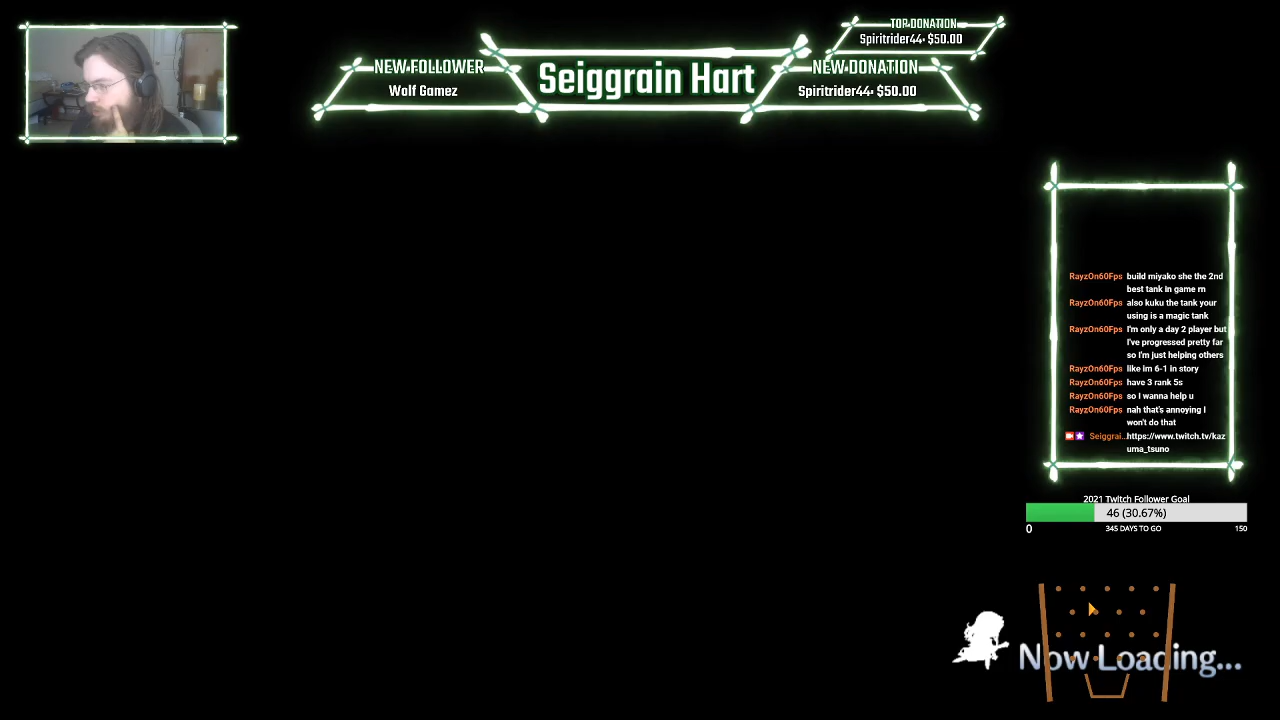 TOP DONATION
Spiritrider44: $50.00
NEW FOLLOWER
Wolf Gamez
Seiggrain Hart
NEW DONATION
Spiritrider44: $50.00
RayzOn60Fps build miyako she the 2nd
best tank in game rn
RayzOn60Fps also kuku the tank your
using is a magic tank
RayzOn60Fps I'm only a day 2 player but
I've progressed pretty far
so I'm just helping others
RayzOn60Fps like im 6-1 in story
RayzOn60Fps have 3 rank 5s
RayzOn60Fps so I wanna help u
RayzOn60Fps nah that's annoying I
won't do that
Seiggrai... https://www.twitch.tv/kaz
uma_tsuno
2021 Twitch Follower Goal
46 (30.67%)
0 345 DAYS TO GO 150
Now Loading...